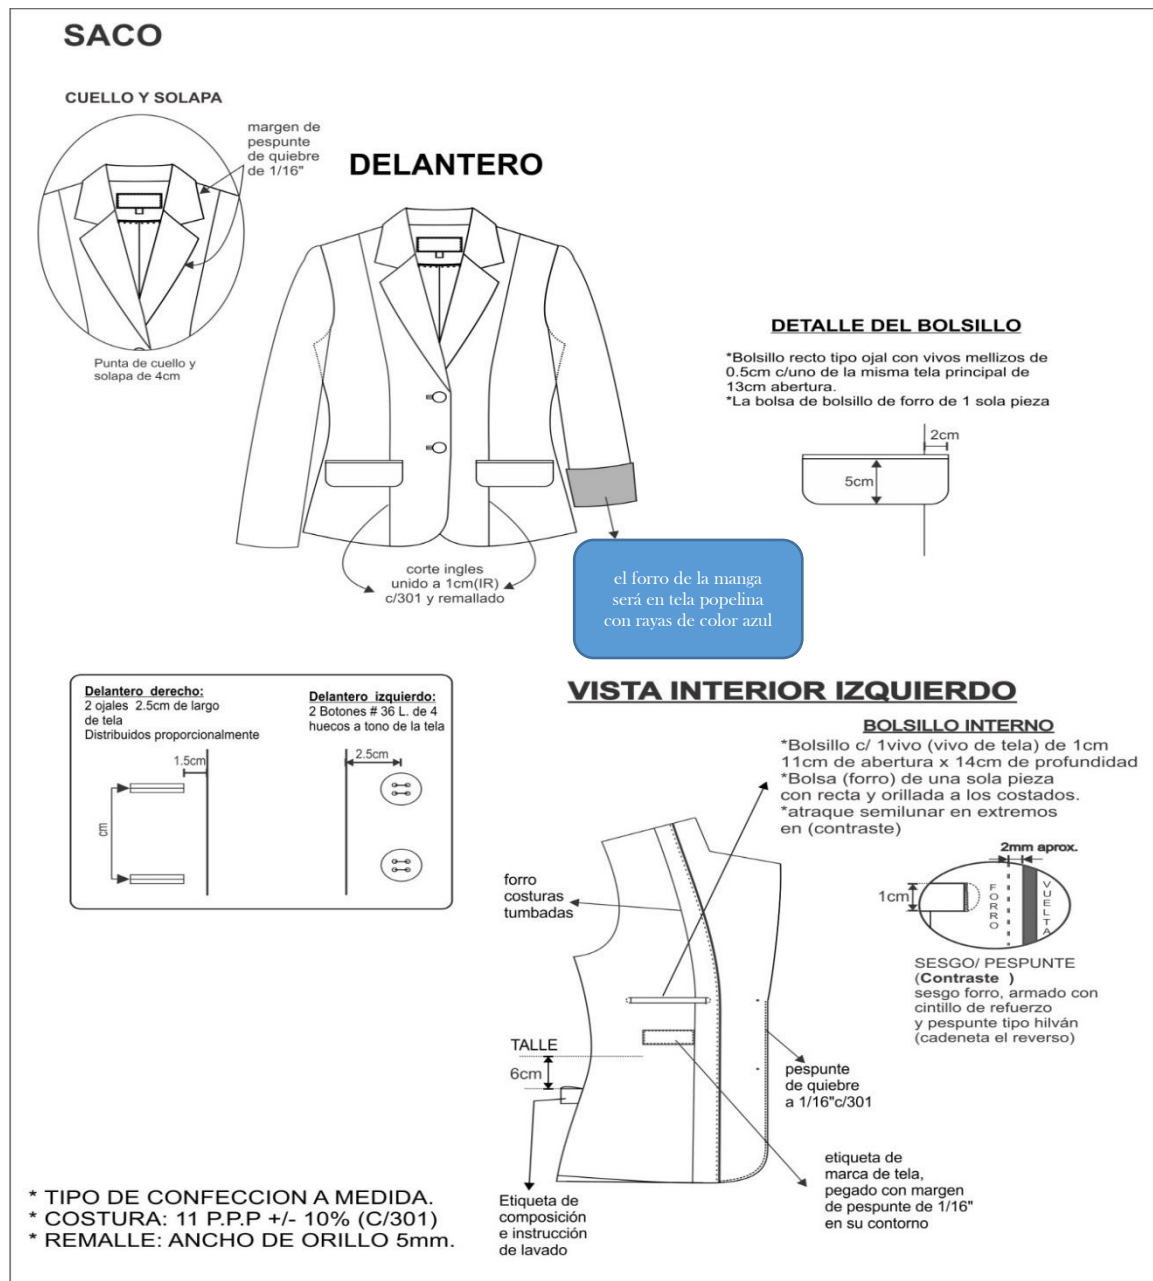 SACO
CUELLO Y SOLAPA
margen de
pespunte
de quiebre
de 1/16"
Punta de cuello y
solapa de 4cm
DELANTERO
corte ingles
unido a 1cm(IR)
c/301 y remallado
el forro de la manga
será en tela popelina
con rayas de color azul
DETALLE DEL BOLSILLO
*Bolsillo recto tipo ojal con vivos mellizos de
0.5cm c/uno de la misma tela principal de
13cm abertura.
*La bolsa de bolsillo de forro de 1 sola pieza
2cm
5cm
Delantero derecho:
2 ojales 2.5cm de largo
de tela
Distribuidos proporcionalmente
1.5cm
cm
Delantero izquierdo:
2 Botones # 36 L. de 4
huecos a tono de la tela
2.5cm
VISTA INTERIOR IZQUIERDO
BOLSILLO INTERNO
*Bolsillo c/ 1vivo (vivo de tela) de 1cm
11cm de abertura x 14cm de profundidad
*Bolsa (forro) de una sola pieza
con recta y orillada a los costados.
*atraque semilunar en extremos
en (contraste)
2mm aprox.
1cm
FORRO
VUELTA
SESGO/ PESPUNTE
(Contraste )
sesgo forro, armado con
cintillo de refuerzo
y pespunte tipo hilván
(cadeneta el reverso)
forro
costuras
tumbadas
TALLE
6cm
pespunte
de quiebre
a 1/16"c/301
etiqueta de
marca de tela,
pegado con margen
de pespunte de 1/16"
en su contorno
Etiqueta de
composición
e instrucción
de lavado
* TIPO DE CONFECCION A MEDIDA.
* COSTURA: 11 P.P.P +/- 10% (C/301)
* REMALLE: ANCHO DE ORILLO 5mm.